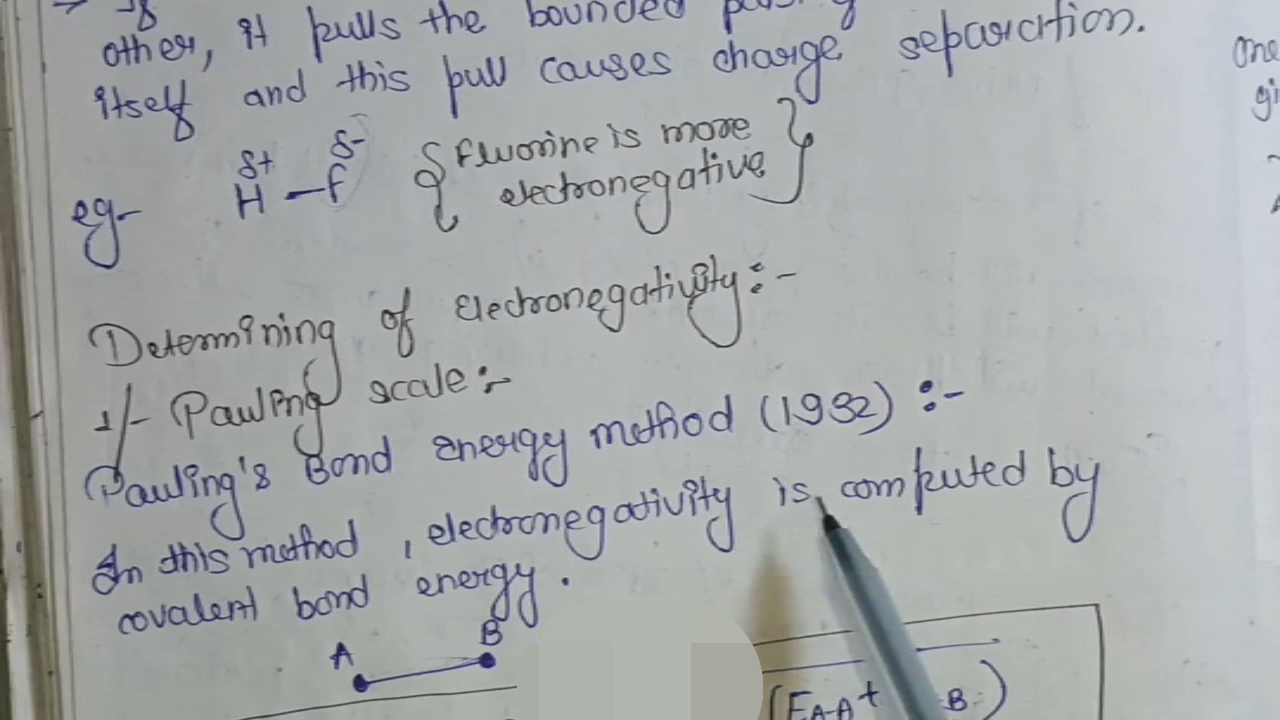 other, it pulls the bounded
itself and this pull causes charge separation.
eg- δ+ H — δ- F { Fluorine is more electronegative }
Determining of Electronegativity:-
1/- Pauling scale:-
Pauling's Bond energy method (1932) :-
In this method, electronegativity is computed by
covalent bond energy.
A B
(E A-A + B)
one
gi